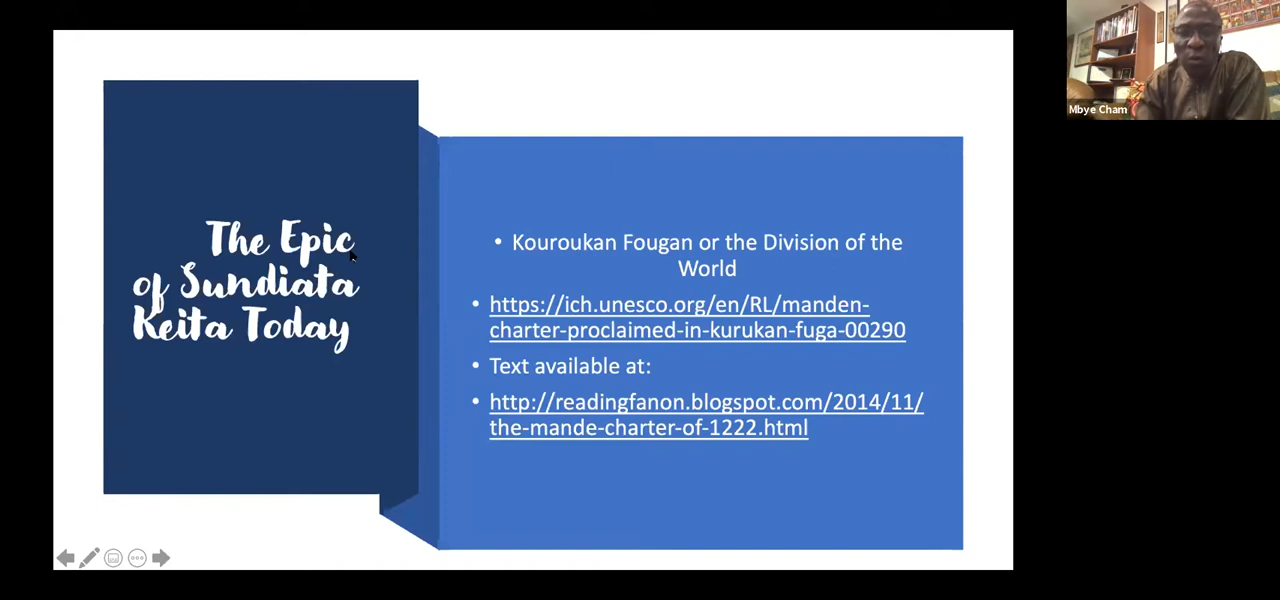 The Epic
of Sundiata
Keita Today
• Kouroukan Fougan or the Division of the
World
• https://ich.unesco.org/en/RL/manden-
charter-proclaimed-in-kurukan-fuga-00290
• Text available at:
• http://readingfanon.blogspot.com/2014/11/
the-mande-charter-of-1222.html
Mbye Cham